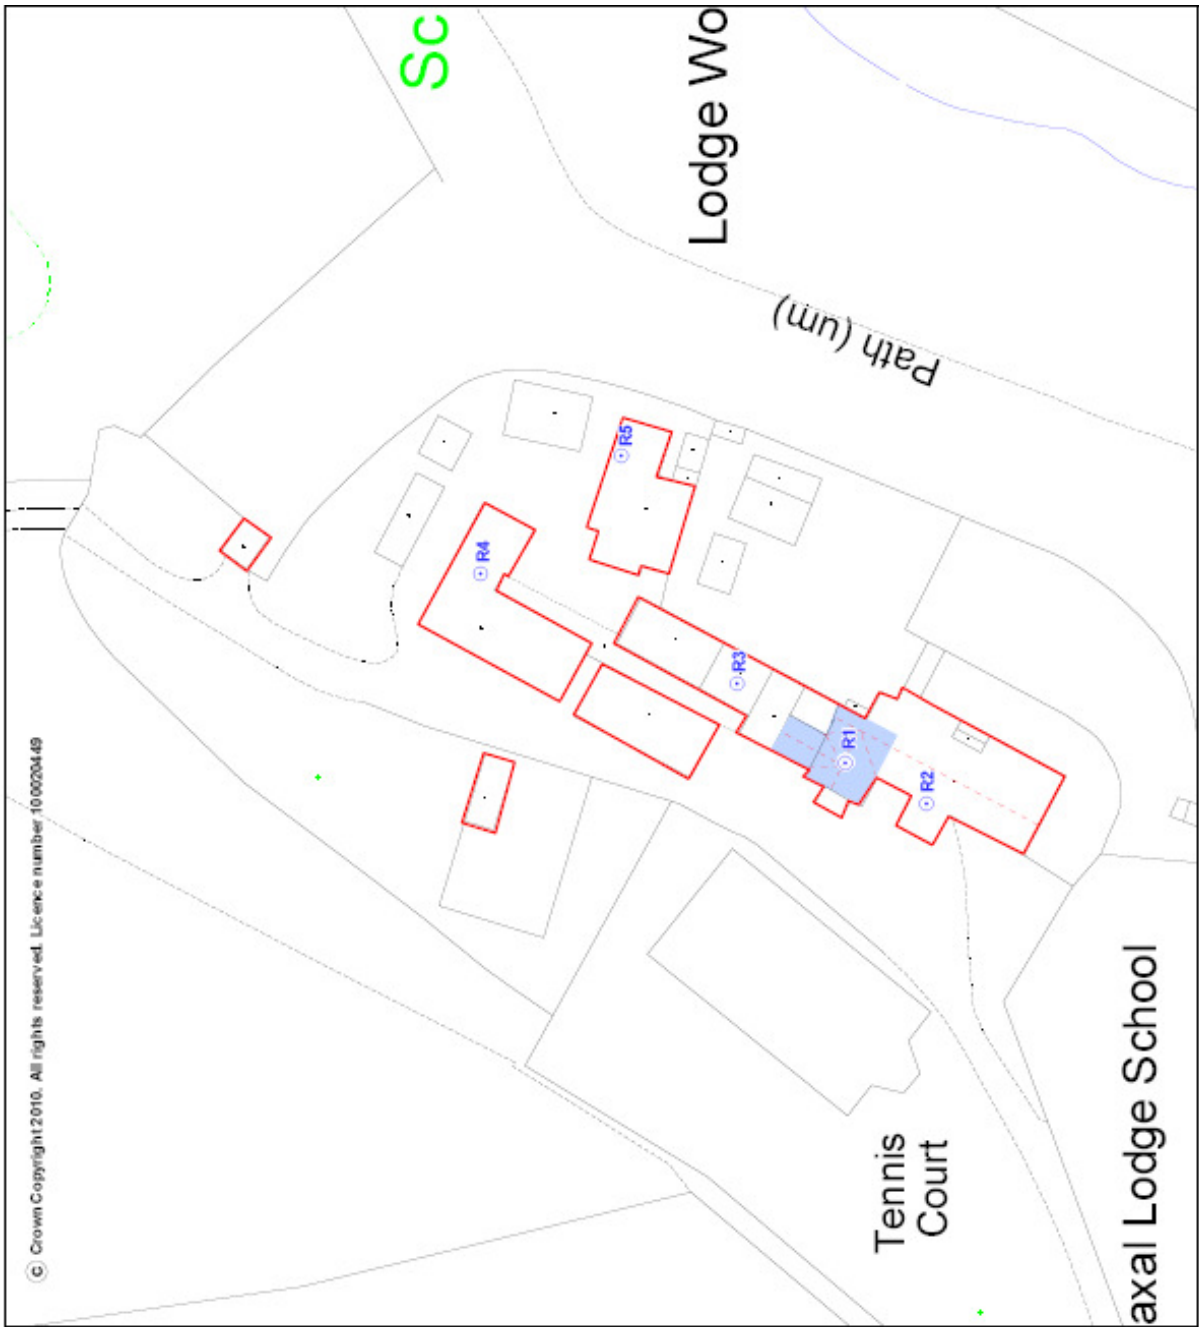 © Crown Copyright 2010. All rights reserved. Licence number 100020449
Sc
Lodge Wo
Path (um)
R5
R4
R3
R1
R2
Tennis
Court
axal Lodge School